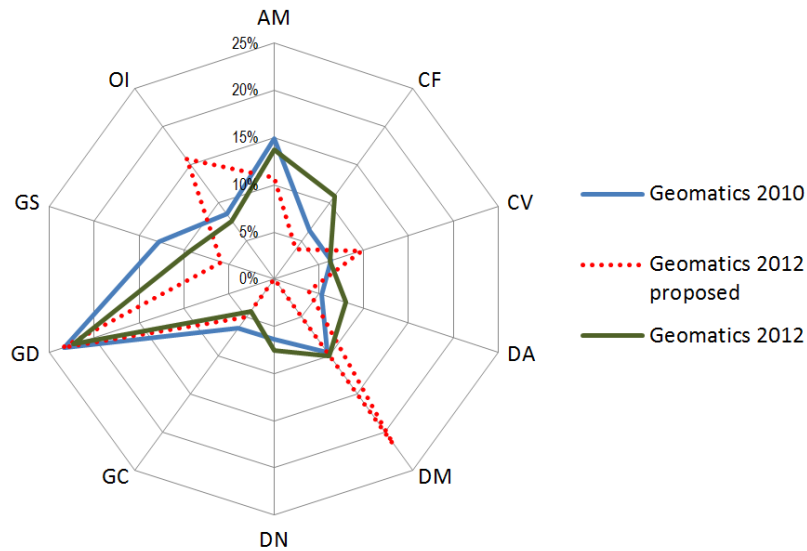 AM
25%
OI
CF
20%
15%
10%
GS
CV
Geomatics 2010
5%
0%
Geomatics 2012
proposed
Geomatics 2012
GD
DA
GC
DM
DN